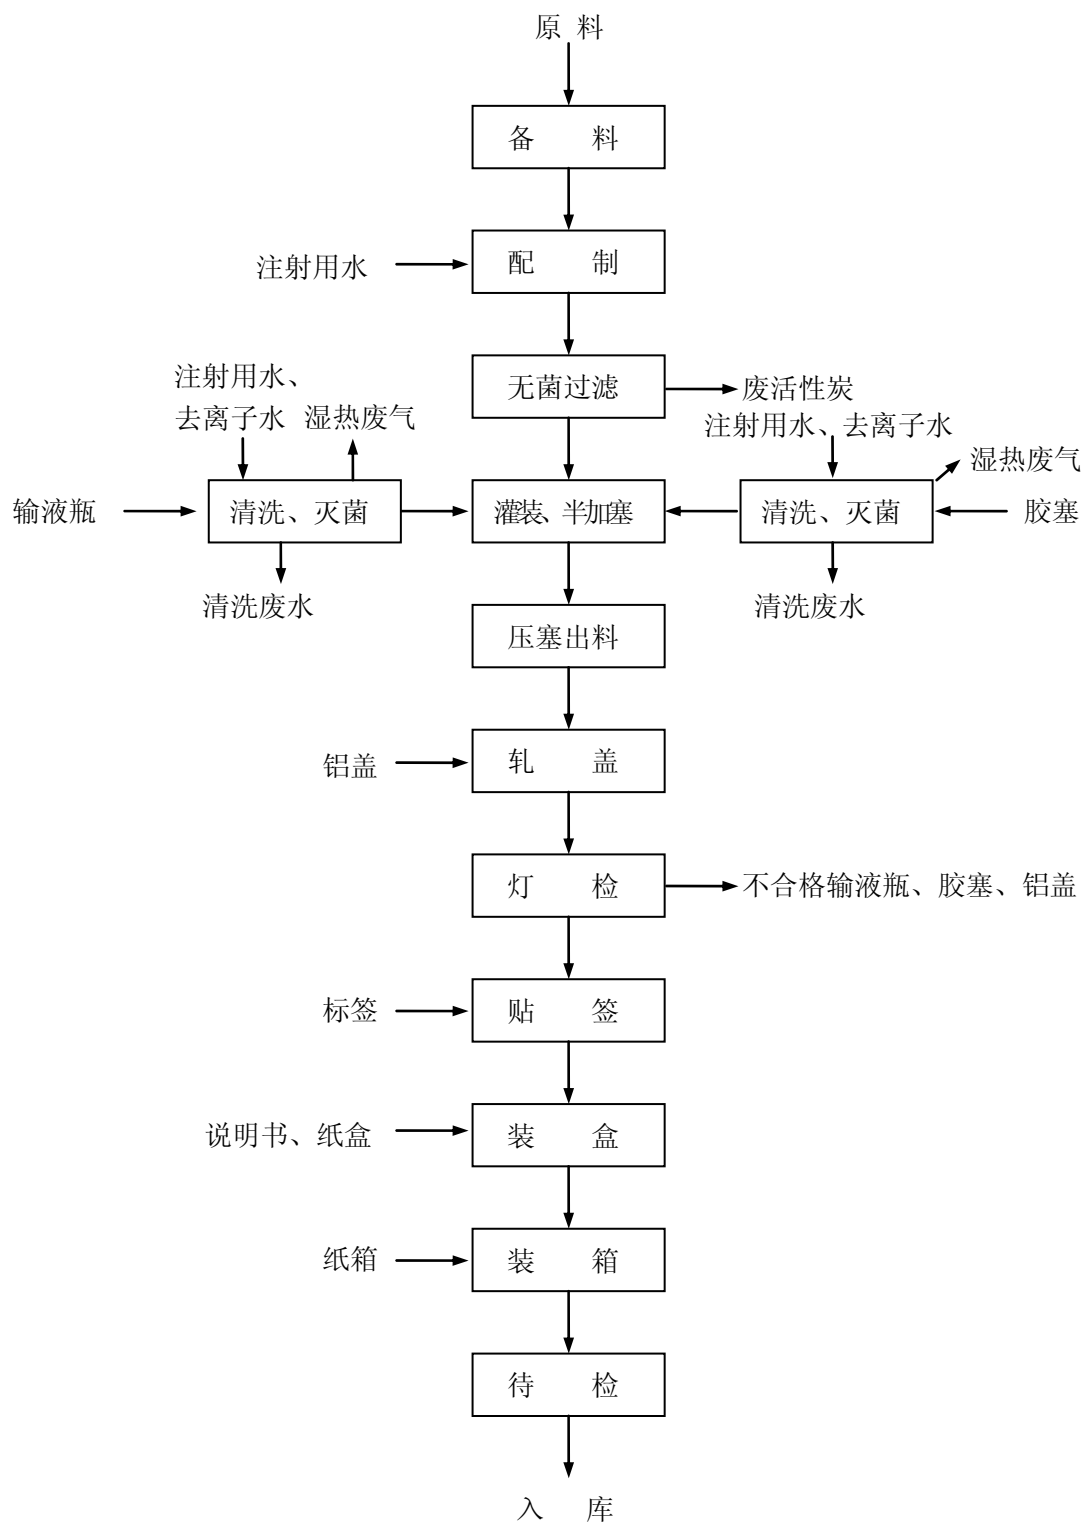 原 料
备 料
注射用水
配 制
无菌过滤
废活性炭
注射用水、
去离子水
湿热废气
注射用水、去离子水
湿热废气
输液瓶
清洗、灭菌
灌装、半加塞
清洗、灭菌
胶塞
清洗废水
清洗废水
压塞出料
铝盖
轧 盖
灯 检
不合格输液瓶、胶塞、铝盖
标签
贴 签
说明书、纸盒
装 盒
纸箱
装 箱
待 检
入 库